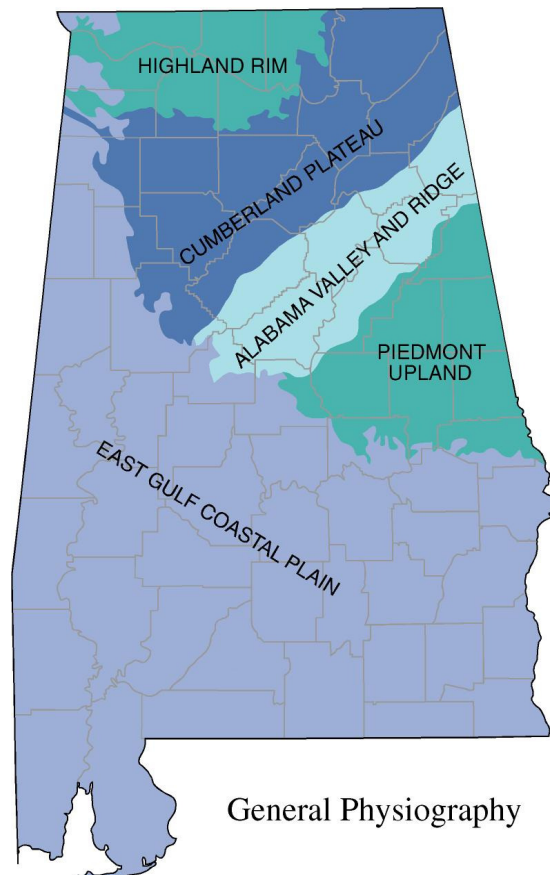 HIGHLAND RIM
CUMBERLAND PLATEAU
ALABAMA VALLEY AND RIDGE
PIEDMONT
UPLAND
EAST GULF COASTAL PLAIN
General Physiography